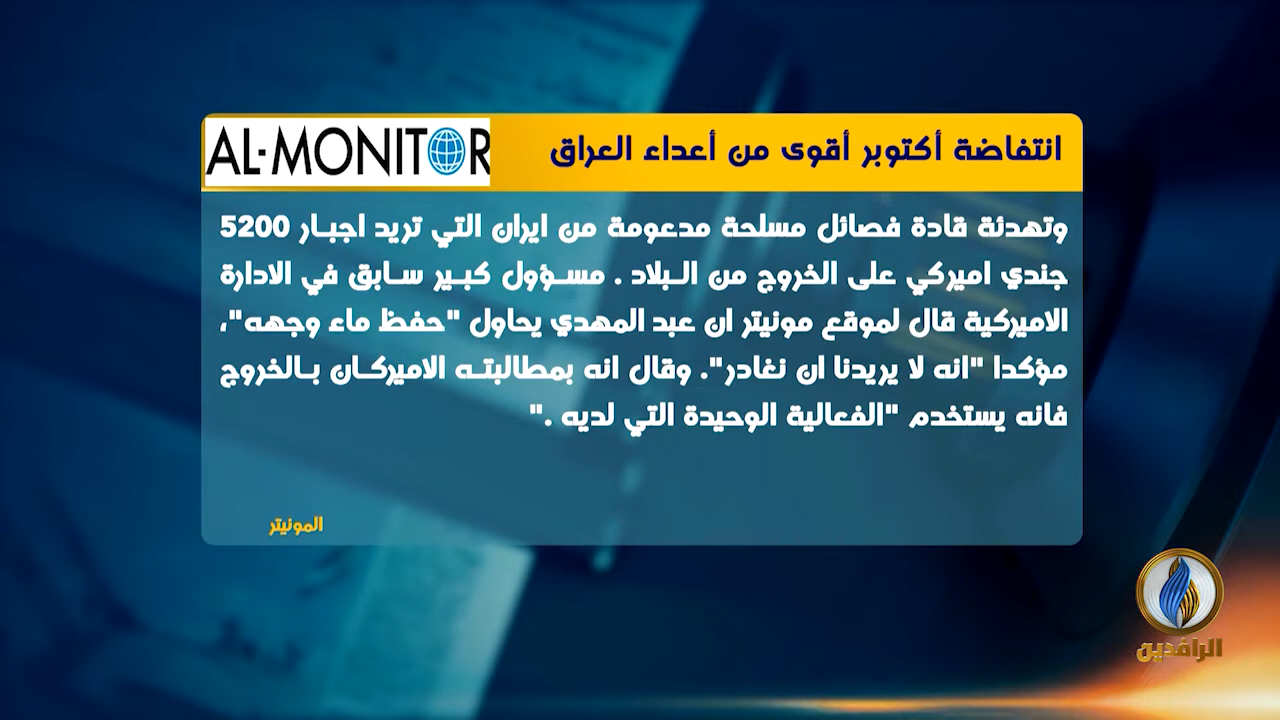 انتفاضة أكتوبر أقوى من أعداء العراق
AL-MONITOR
وتهدئة قادة فصائل مسلحة مدعومة من ايران التي تريد اجبار 5200
جندي اميركي على الخروج من البلاد . مسؤول كبير سابق في الادارة
الاميركية قال لموقع مونيتر ان عبد المهدي يحاول "حفظ ماء وجهه"،
مؤكدا "انه لا يريدنا ان نغادر". وقال انه بمطالبته الاميركان بالخروج
فانه يستخدم "الفعالية الوحيدة التي لديه ."
المونيتر
الرافدين